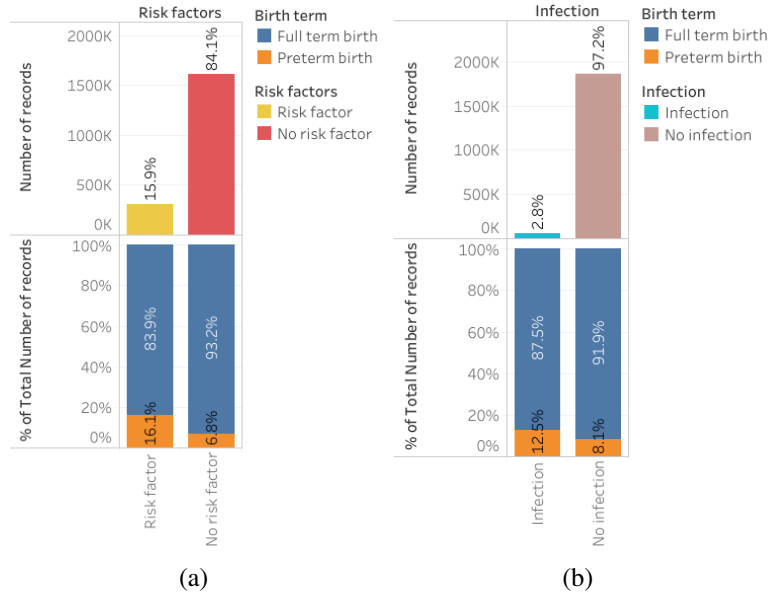 Risk factors
2000K
1500K
1000K
500K
0K
Number of records
15.9%
84.1%
100%
80%
60%
40%
20%
0%
% of Total Number of records
83.9%
16.1%
93.2%
6.8%
Risk factor
No risk factor
Birth term
Full term birth
Preterm birth
Risk factors
Risk factor
No risk factor
(a)
Infection
2000K
1500K
1000K
500K
0K
Number of records
2.8%
97.2%
100%
80%
60%
40%
20%
0%
% of Total Number of records
87.5%
12.5%
91.9%
8.1%
Infection
No infection
Birth term
Full term birth
Preterm birth
Infection
Infection
No infection
(b)